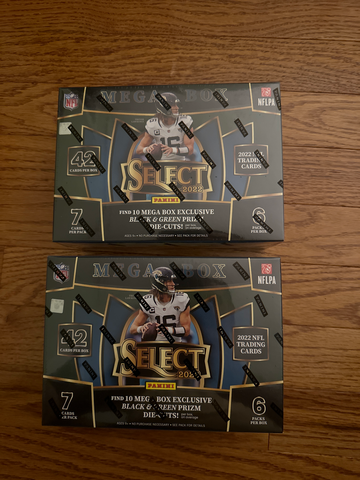 MEGA BOX
NFL
NFLPA
16
42
CARDS PER BOX
2022 NFL
TRADING
CARDS
SELECT
2022
PANINI
7
CARDS
PER PACK
FIND 10 MEGA BOX EXCLUSIVE
BLACK & GREEN PRIZM
DIE-CUTS!
6
PACKS
PER BOX
MEGA BOX
NFL
NFLPA
16
42
CARDS PER BOX
2022 NFL
TRADING
CARDS
SELECT
2022
PANINI
7
CARDS
PER PACK
FIND 10 MEGA BOX EXCLUSIVE
BLACK & GREEN PRIZM
DIE-CUTS!
6
PACKS
PER BOX